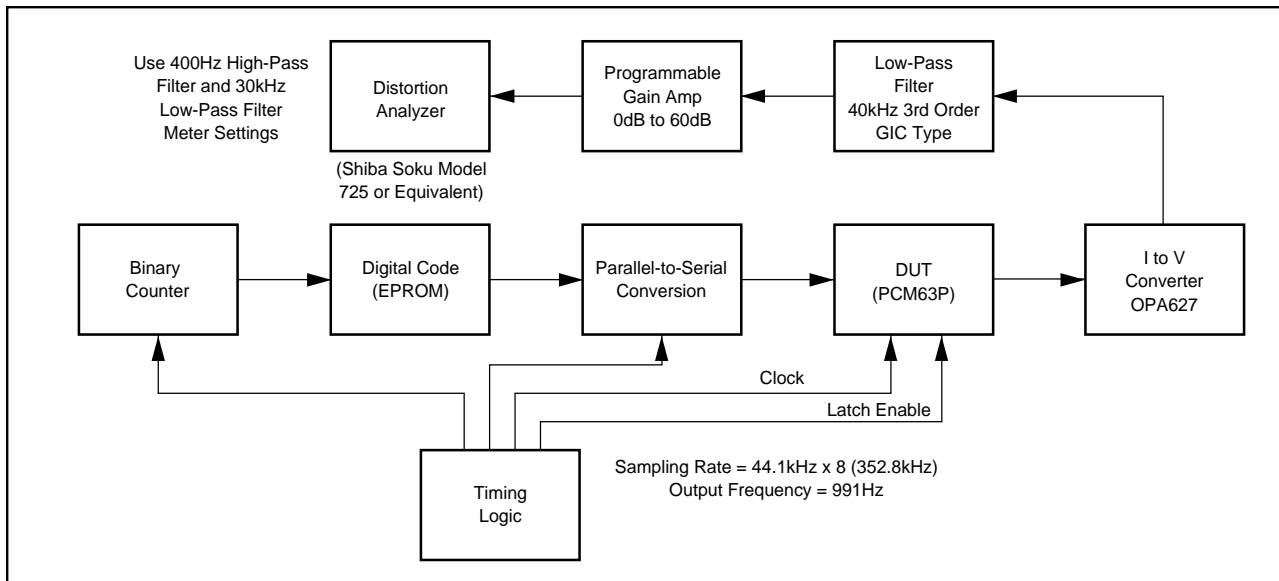 Use 400Hz High-Pass
Filter and 30kHz
Low-Pass Filter
Meter Settings
Distortion
Analyzer
(Shiba Soku Model
725 or Equivalent)
Programmable
Gain Amp
0dB to 60dB
Low-Pass
Filter
40kHz 3rd Order
GIC Type
Binary
Counter
Digital Code
(EPROM)
Parallel-to-Serial
Conversion
DUT
(PCM63P)
I to V
Converter
OPA627
Clock
Latch Enable
Timing
Logic
Sampling Rate = 44.1kHz x 8 (352.8kHz)
Output Frequency = 991Hz